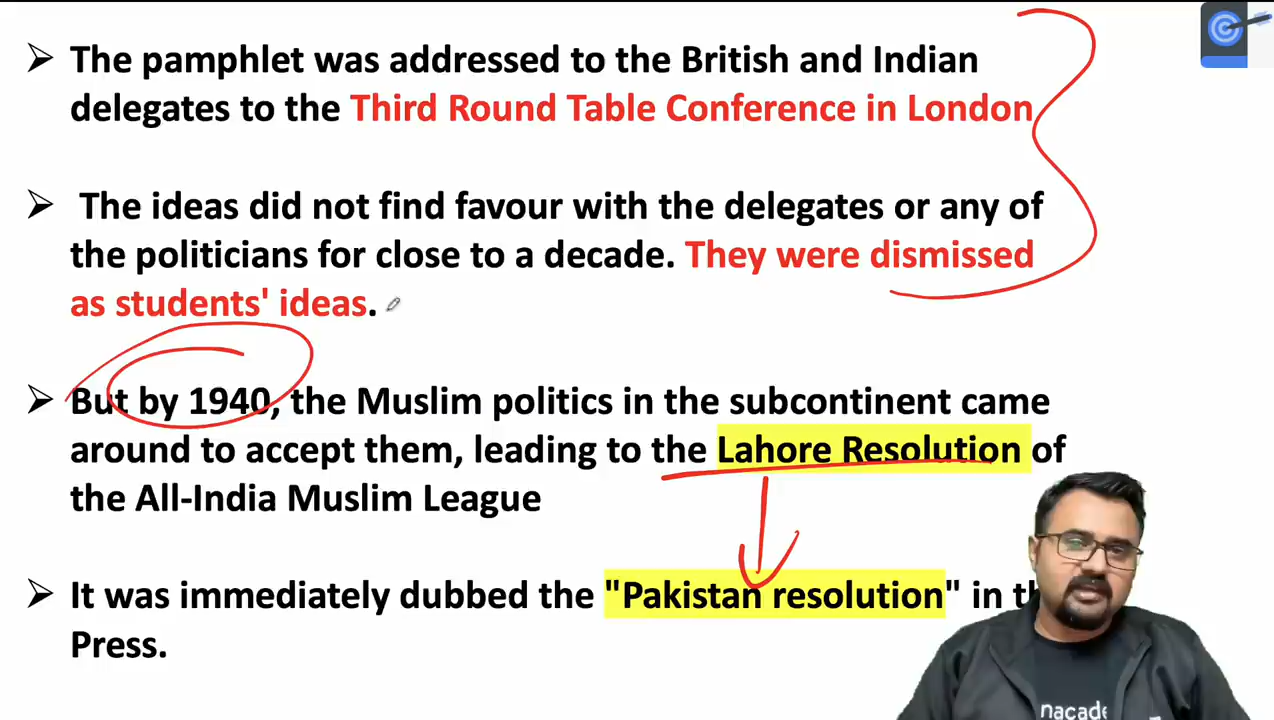 ➢ The pamphlet was addressed to the British and Indian
delegates to the Third Round Table Conference in London
➢ The ideas did not find favour with the delegates or any of
the politicians for close to a decade. They were dismissed
as students' ideas.
➢ But by 1940, the Muslim politics in the subcontinent came
around to accept them, leading to the Lahore Resolution of
the All-India Muslim League
➢ It was immediately dubbed the "Pakistan resolution" in
Press.